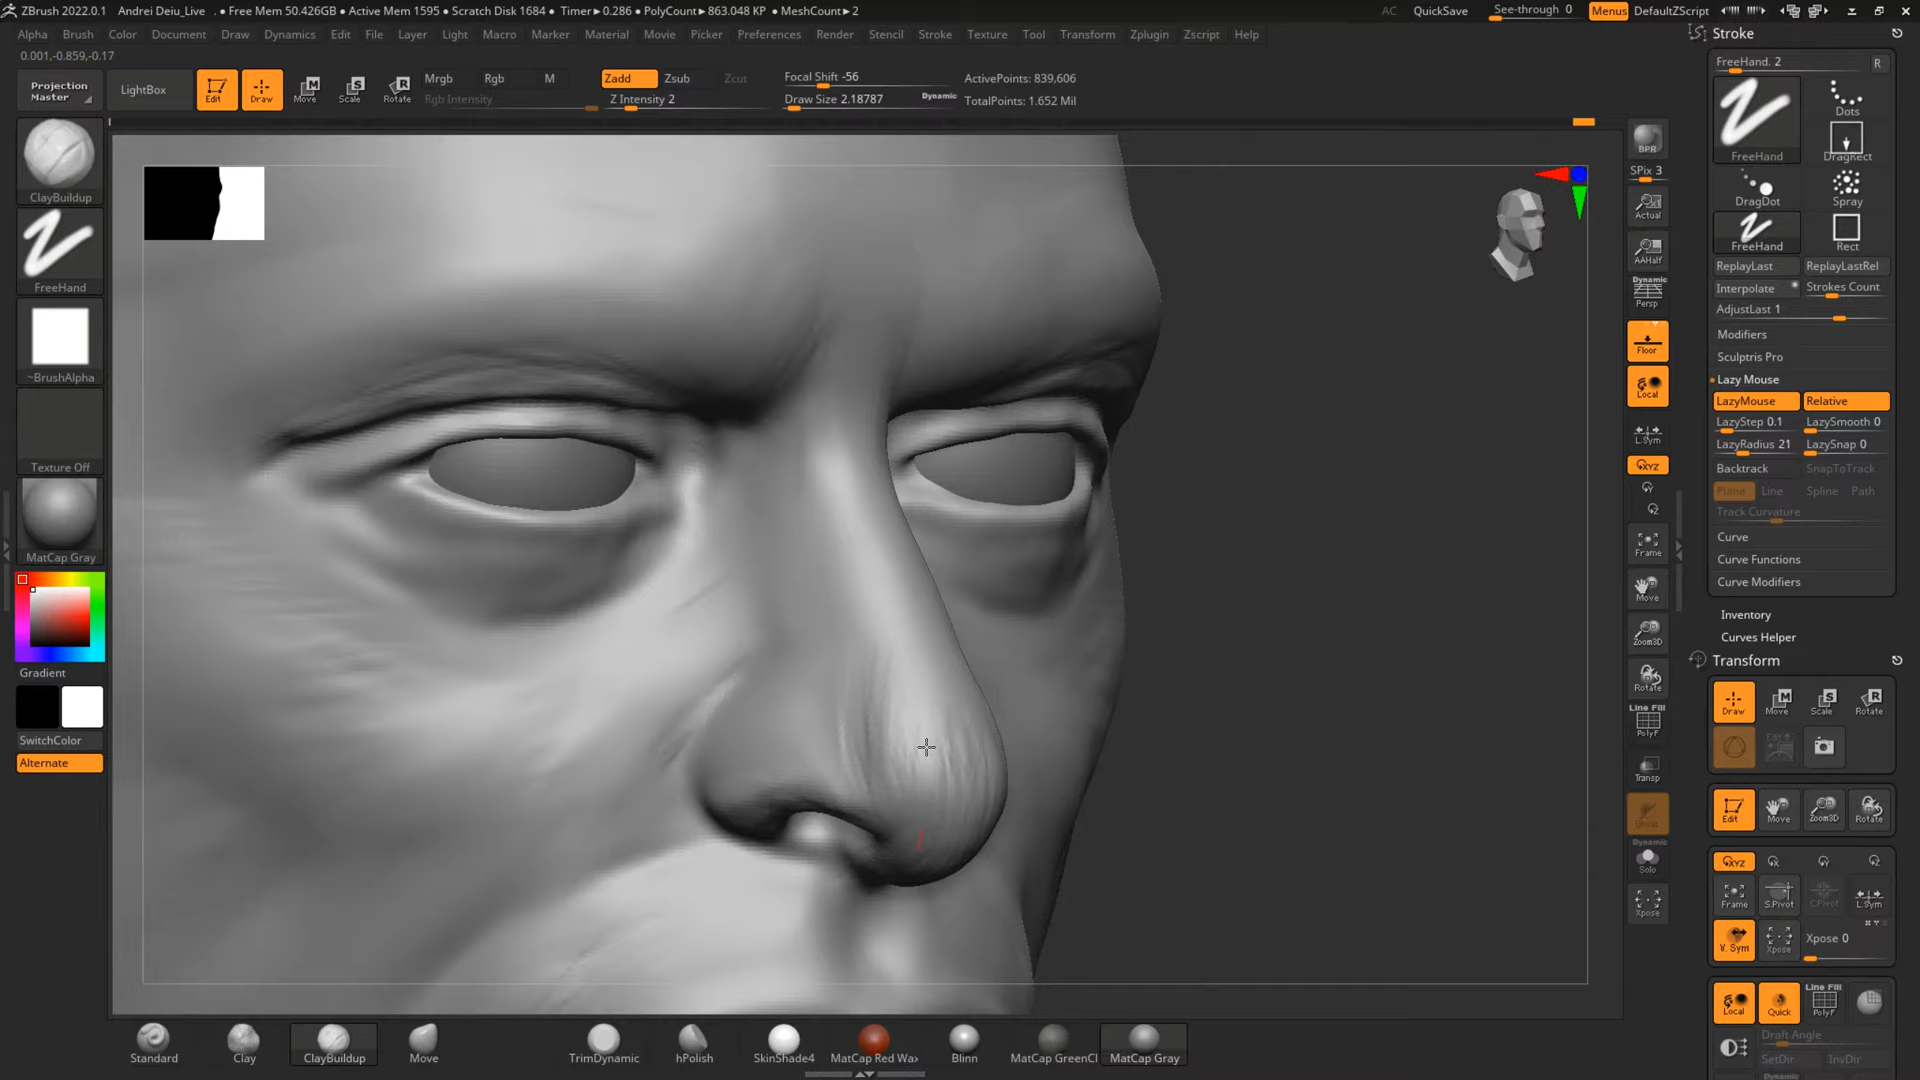 ZBrush 2022.0.1 Andrei Deiu_Live • Free Mem 50.426GB • Active Mem 1595 • Scratch Disk 1684 • Timer▸0.286 • PolyCount▸863.048 KP • MeshCount▸2 AC QuickSave See-through 0 Menus DefaultZScript
Alpha Brush Color Document Draw Dynamics Edit File Layer Light Macro Marker Material Movie Picker Preferences Render Stencil Stroke Texture Tool Transform Zplugin Zscript Help
0.001,-0.859,-0.17
Projection Master
LightBox
Edit
Draw
Move
Scale
Rotate
Mrgb Rgb M
Rgb Intensity
Zadd Zsub Zcut
Z Intensity 2
Focal Shift -56
Draw Size 2.18787 Dynamic
ActivePoints: 839,606
TotalPoints: 1.652 Mil
ClayBuildup
FreeHand
~BrushAlpha
Texture Off
MatCap Gray
Gradient
SwitchColor
Alternate
BPR
SPix 3
Actual
AAHalf
Dynamic
Persp
Floor
Local
L.Sym
XYZ
Y
Z
Frame
Move
Zoom3D
Rotate
Line Fill
PolyF
Transp
Ghost
Dynamic
Solo
Xpose
Stroke
FreeHand. 2 R
FreeHand
Dots
DragRect
DragDot
Spray
FreeHand
Rect
ReplayLast ReplayLastRel
Interpolate Strokes Count
AdjustLast 1
Modifiers
Sculptris Pro
Lazy Mouse
LazyMouse Relative
LazyStep 0.1 LazySmooth 0
LazyRadius 21 LazySnap 0
Backtrack SnapToTrack
Plane Line Spline Path
Track Curvature
Curve
Curve Functions
Curve Modifiers
Inventory
Curves Helper
Transform
Draw Move Scale Rotate
Edit
Edit Move Zoom3D Rotate
XYZ X Y Z
Frame S.Pivot C.Pivot L.Sym
V. Sym Xpose Xpose 0
Line Fill
Local Quick PolyF
Draft Angle
SetDir InvDir
Dynamic
Standard Clay ClayBuildup Move TrimDynamic hPolish SkinShade4 MatCap Red Wax Blinn MatCap GreenCl MatCap Gray